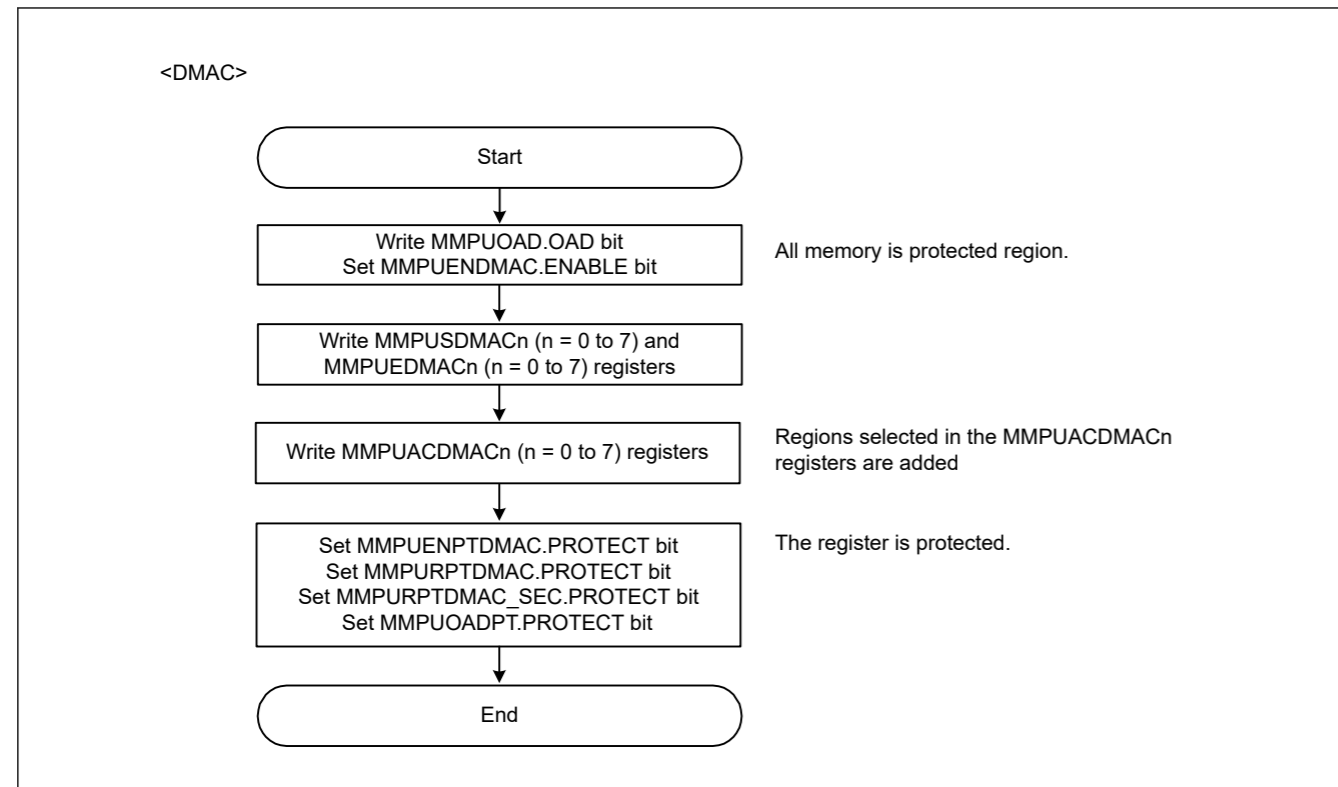 <DMAC>
Start
Write MMPUOAD.OAD bit
Set MMPUENDMAC.ENABLE bit
All memory is protected region.
Write MMPUSDMACn (n = 0 to 7) and
MMPUEDMACn (n = 0 to 7) registers
Write MMPUACDMACn (n = 0 to 7) registers
Regions selected in the MMPUACDMACn
registers are added
Set MMPUENPTDMAC.PROTECT bit
Set MMPURPTDMAC.PROTECT bit
Set MMPURPTDMAC_SEC.PROTECT bit
Set MMPUOADPT.PROTECT bit
The register is protected.
End